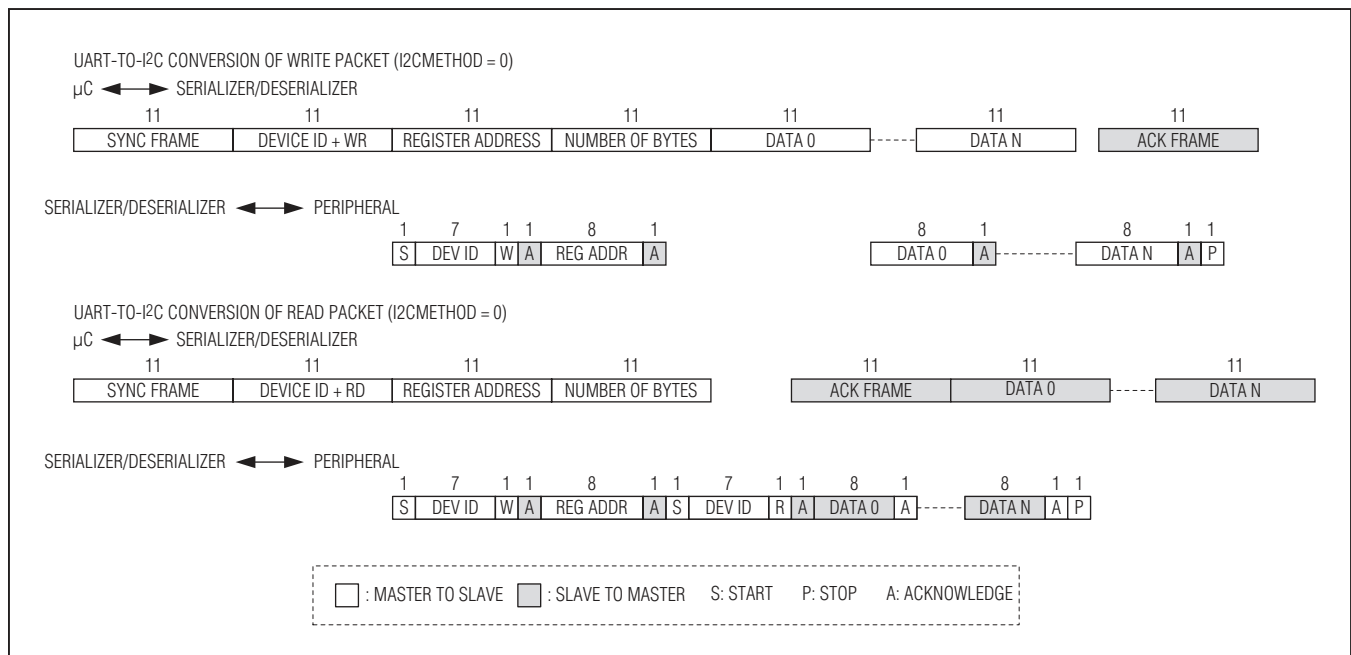 UART-TO-I2C CONVERSION OF WRITE PACKET (I2CMETHOD = 0)
µC SERIALIZER/DESERIALIZER
11 11 11 11 11 11 11
SYNC FRAME DEVICE ID + WR REGISTER ADDRESS NUMBER OF BYTES DATA 0 DATA N ACK FRAME
SERIALIZER/DESERIALIZER PERIPHERAL
1 7 1 1 8 1 8 1 8 1 1
S DEV ID W A REG ADDR A DATA 0 A DATA N A P
UART-TO-I2C CONVERSION OF READ PACKET (I2CMETHOD = 0)
µC SERIALIZER/DESERIALIZER
11 11 11 11 11 11 11
SYNC FRAME DEVICE ID + RD REGISTER ADDRESS NUMBER OF BYTES ACK FRAME DATA 0 DATA N
SERIALIZER/DESERIALIZER PERIPHERAL
1 7 1 1 8 1 1 7 1 1 8 1 8 1 1
S DEV ID W A REG ADDR A S DEV ID R A DATA 0 A DATA N A P
: MASTER TO SLAVE : SLAVE TO MASTER S: START P: STOP A: ACKNOWLEDGE